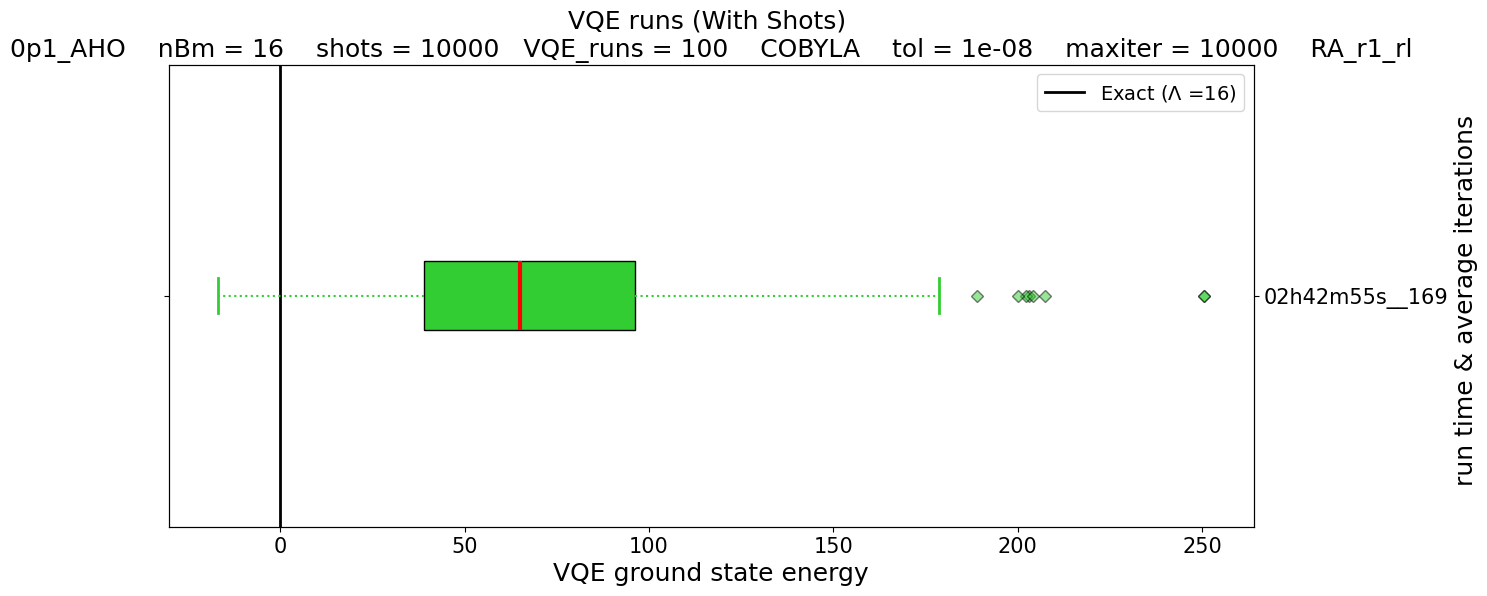 VQE runs (With Shots)
0p1_AHO nBm = 16 shots = 10000 VQE_runs = 100 COBYLA tol = 1e-08 maxiter = 10000 RA_r1_rl
Exact (Λ =16)
02h42m55s__169
run time & average iterations
0 50 100 150 200 250
VQE ground state energy